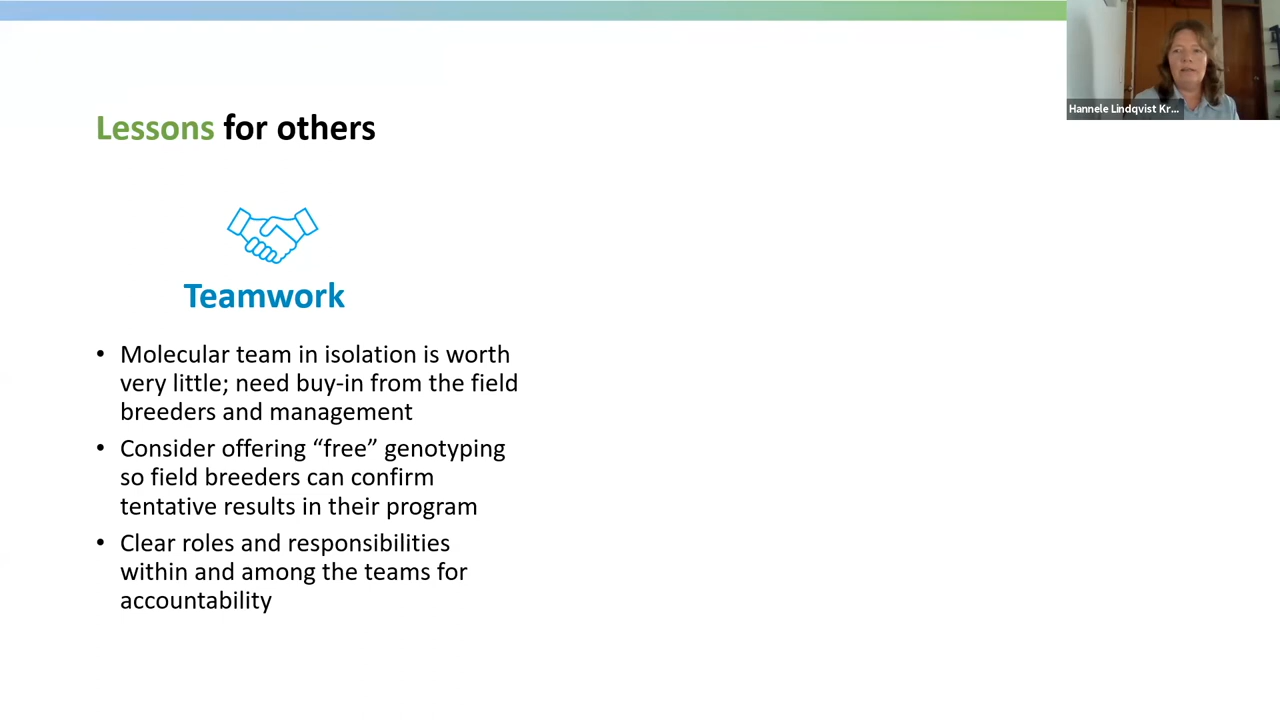 Hannele Lindqvist Kr...
Lessons for others
Teamwork
• Molecular team in isolation is worth
very little; need buy-in from the field
breeders and management
• Consider offering “free” genotyping
so field breeders can confirm
tentative results in their program
• Clear roles and responsibilities
within and among the teams for
accountability